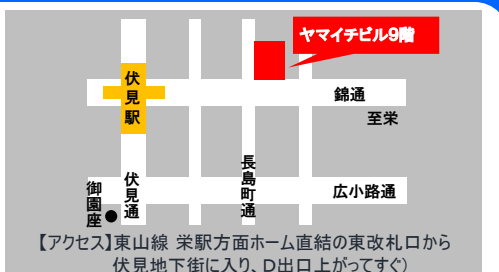 ヤマイチビル9階
伏見駅
錦通
至栄
長島町通
伏見通
御園座
広小路通
【アクセス】東山線 栄駅方面ホーム直結の東改札口から
伏見地下街に入り、D出口上がってすぐ)